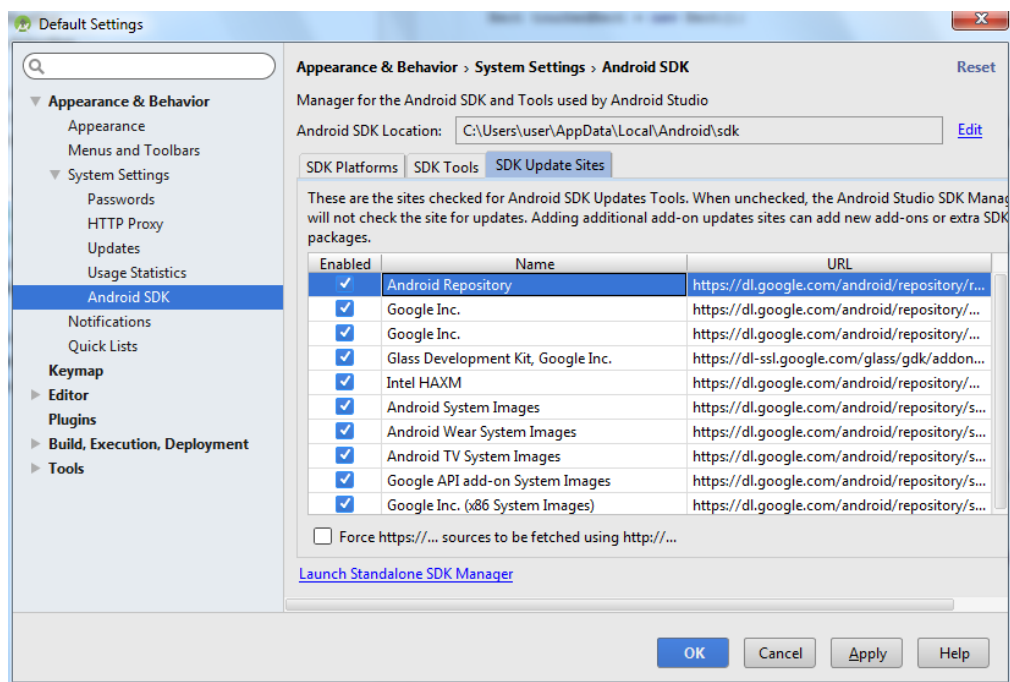 Default Settings
Appearance & Behavior › System Settings › Android SDK
Reset
Manager for the Android SDK and Tools used by Android Studio
Android SDK Location:
C:\Users\user\AppData\Local\Android\sdk
Edit
Appearance & Behavior
Appearance
Menus and Toolbars
System Settings
Passwords
HTTP Proxy
Updates
Usage Statistics
Android SDK
Notifications
Quick Lists
Keymap
Editor
Plugins
Build, Execution, Deployment
Tools
SDK Platforms
SDK Tools
SDK Update Sites
These are the sites checked for Android SDK Updates Tools. When unchecked, the Android Studio SDK Manag
will not check the site for updates. Adding additional add-on updates sites can add new add-ons or extra SDK
packages.
Enabled Name URL
Android Repository https://dl.google.com/android/repository/r...
Google Inc. https://dl.google.com/android/repository/...
Google Inc. https://dl.google.com/android/repository/...
Glass Development Kit, Google Inc. https://dl-ssl.google.com/glass/gdk/addon...
Intel HAXM https://dl.google.com/android/repository/...
Android System Images https://dl.google.com/android/repository/s...
Android Wear System Images https://dl.google.com/android/repository/s...
Android TV System Images https://dl.google.com/android/repository/s...
Google API add-on System Images https://dl.google.com/android/repository/s...
Google Inc. (x86 System Images) https://dl.google.com/android/repository/s...
Force https://... sources to be fetched using http://...
Launch Standalone SDK Manager
OK
Cancel
Apply
Help